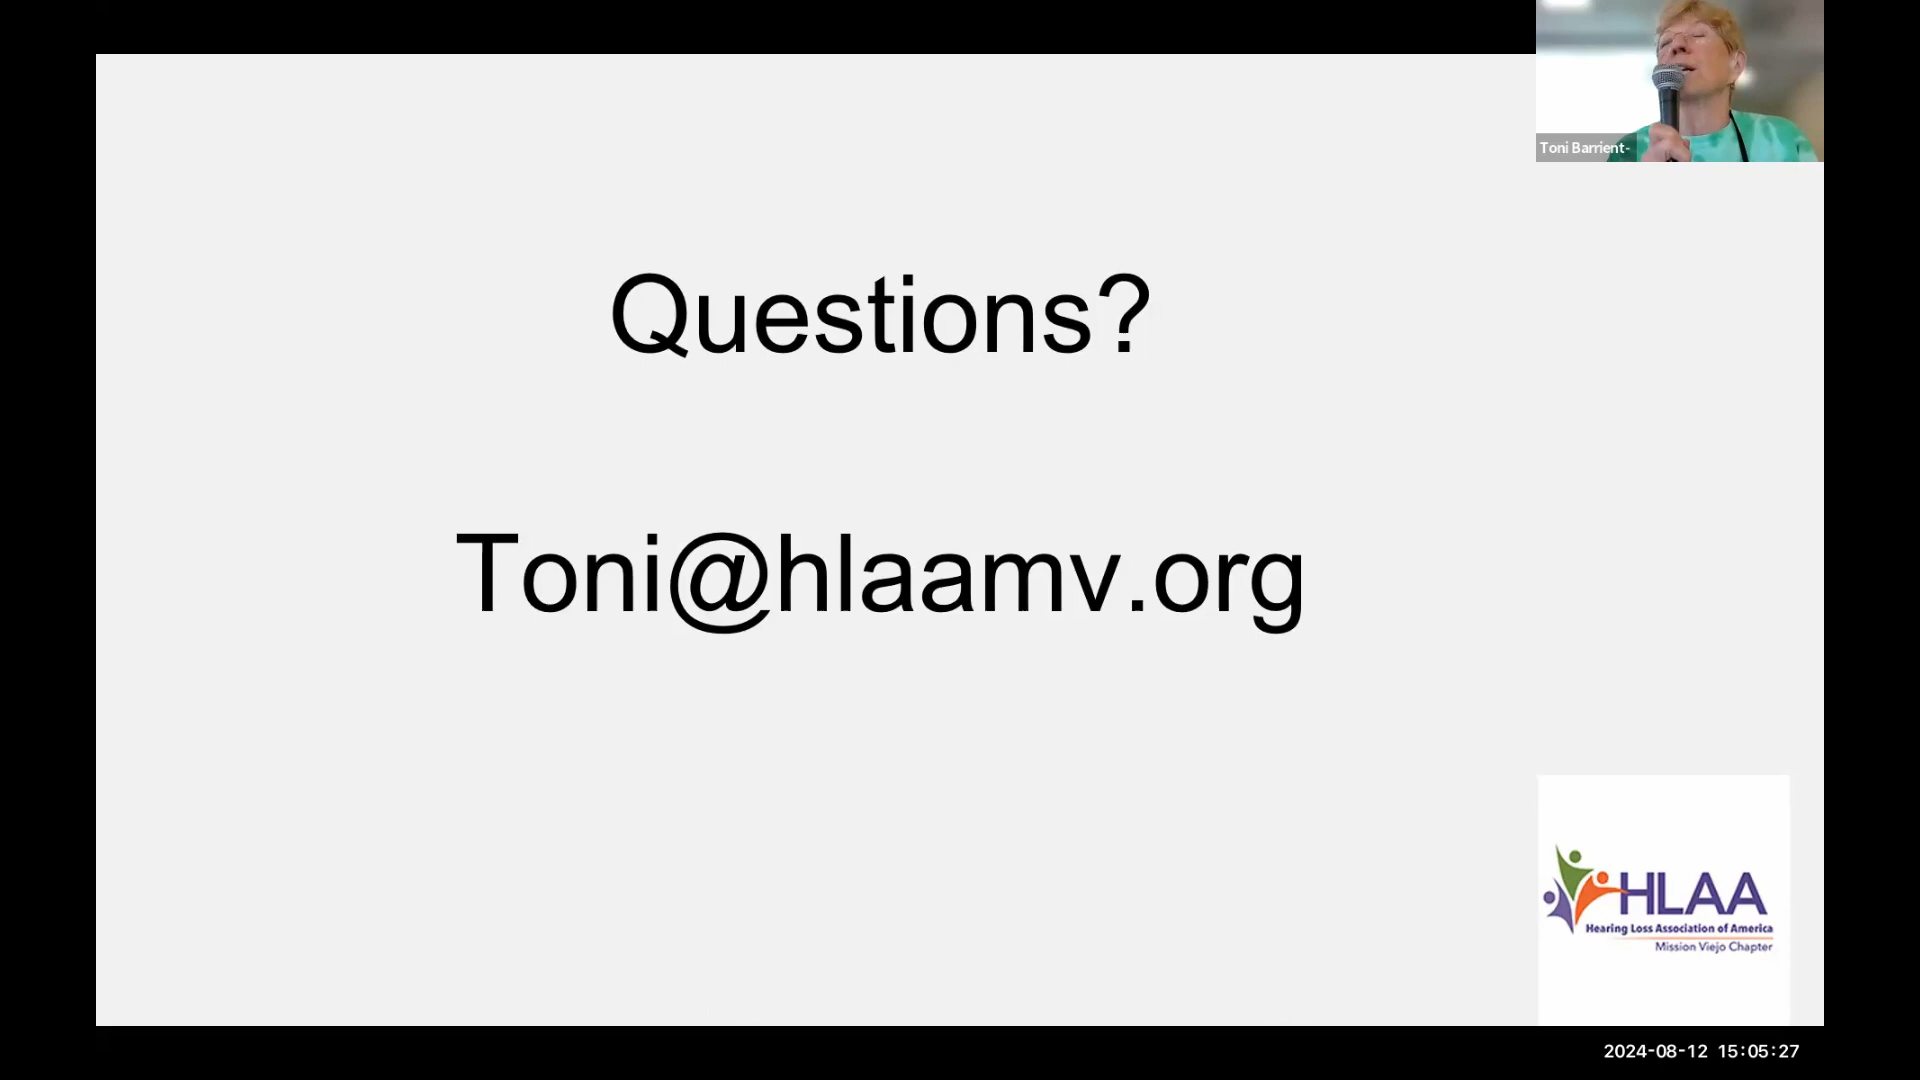 Toni Barrient-
Questions?
Toni@hlaamv.org
HLAA
Hearing Loss Association of America
Mission Viejo Chapter
2024-08-12 15:05:27